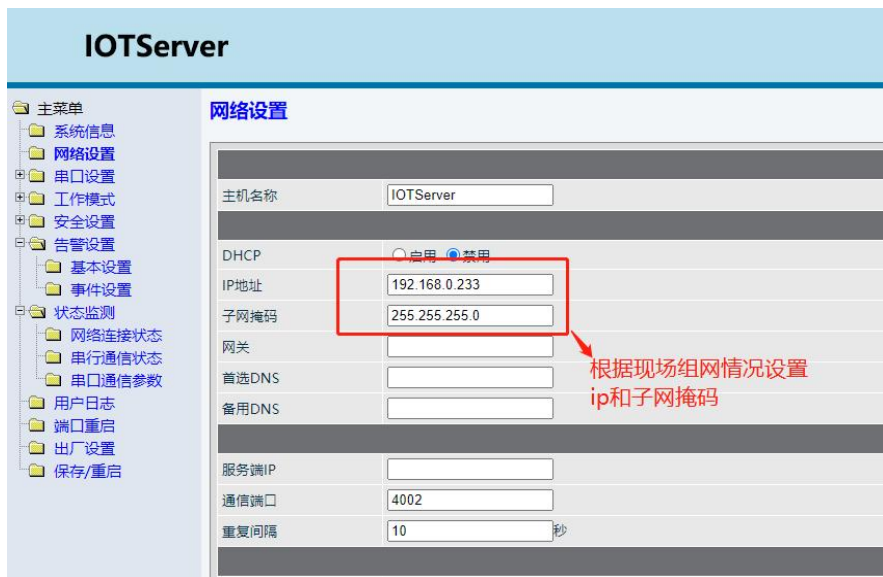 IOTServer
主菜单
系统信息
网络设置
串口设置
工作模式
安全设置
告警设置
基本设置
事件设置
状态监测
网络连接状态
串行通信状态
串口通信参数
用户日志
端口重启
出厂设置
保存/重启
网络设置
主机名称 IOTServer
DHCP 启用 禁用
IP地址 192.168.0.233
子网掩码 255.255.255.0
网关
首选DNS
备用DNS
根据现场组网情况设置
ip和子网掩码
服务端IP
通信端口 4002
重复间隔 10 秒